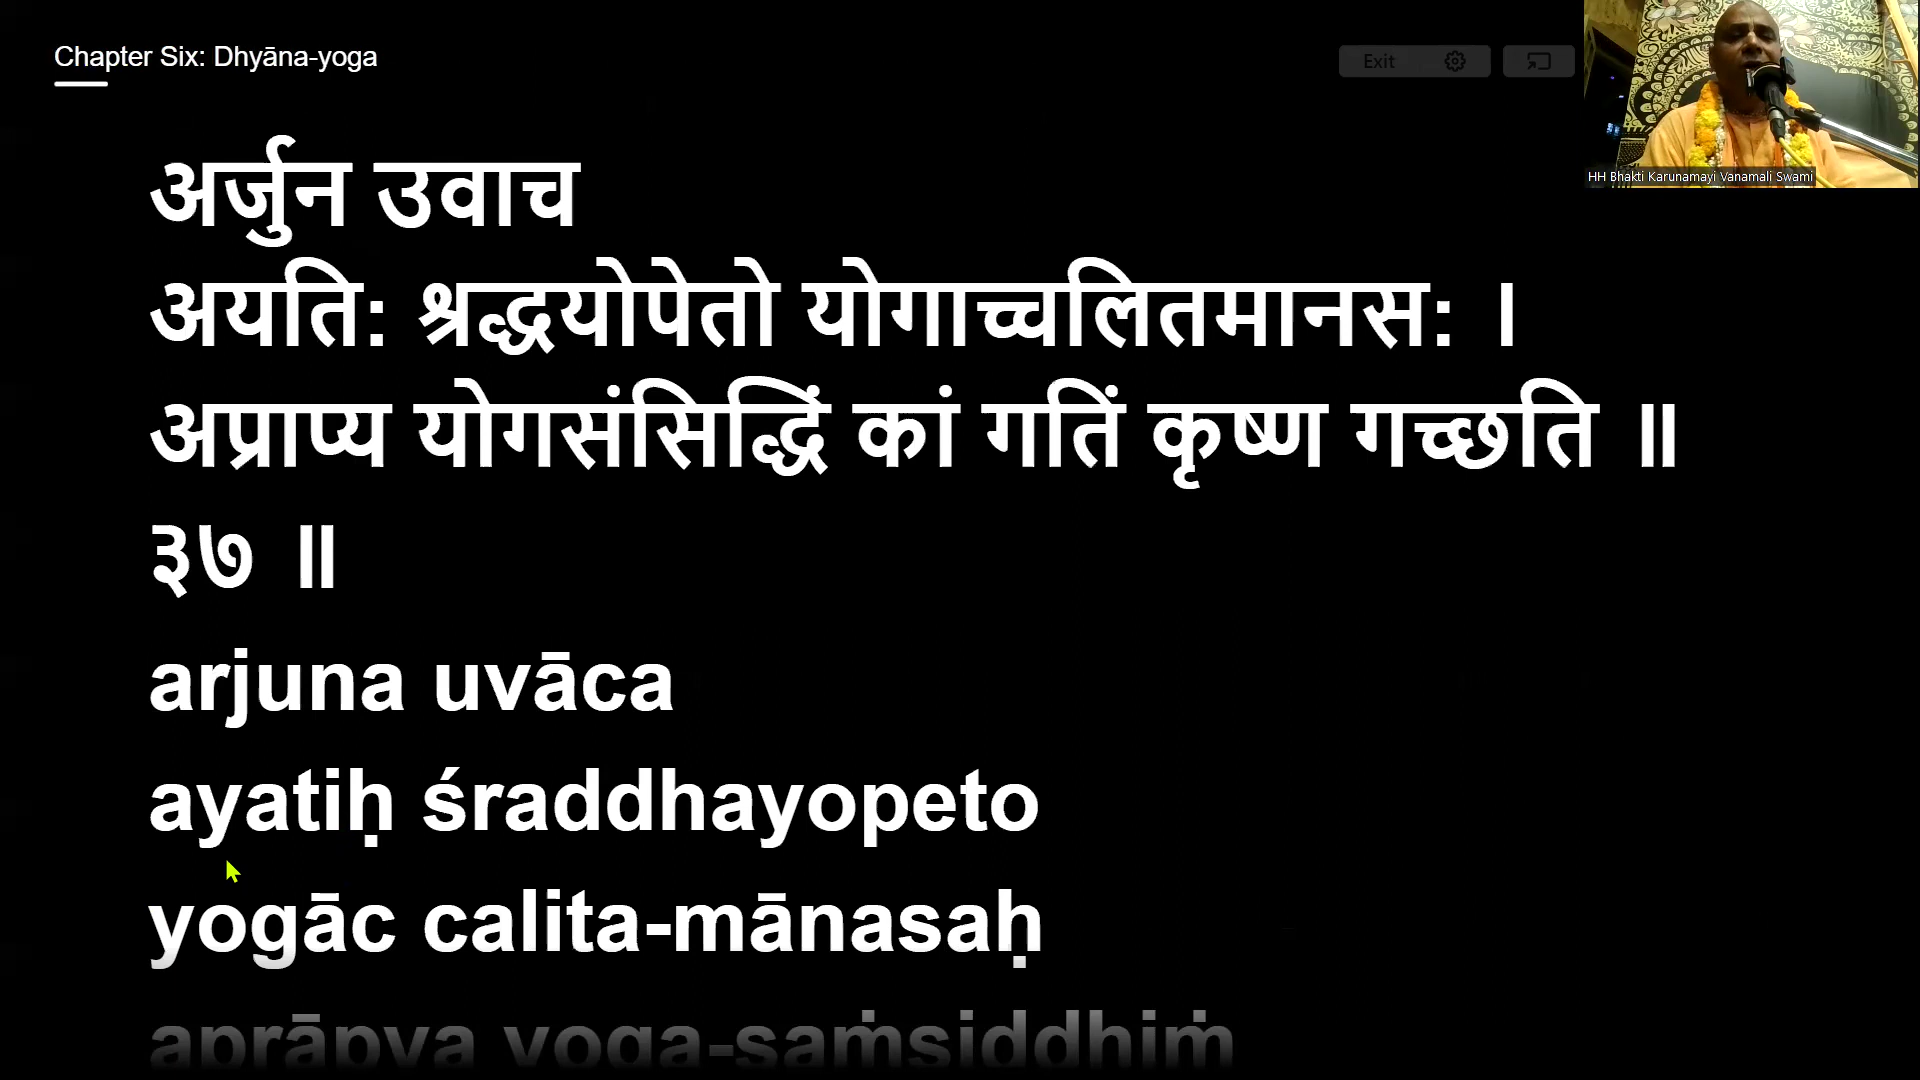 Chapter Six: Dhyāna-yoga
Exit
HH Bhakti Karunamayi Vanamali Swami
अर्जुन उवाच
अयतिः श्रद्धयोपेतो योगाच्चलितमानसः ।
अप्राप्य योगसंसिद्धिं कां गतिं कृष्ण गच्छति ॥
३७ ॥
arjuna uvāca
ayatiḥ śraddhayopeto
yogāc calita-mānasaḥ
aprāpya yoga-saṁsiddhiṁ